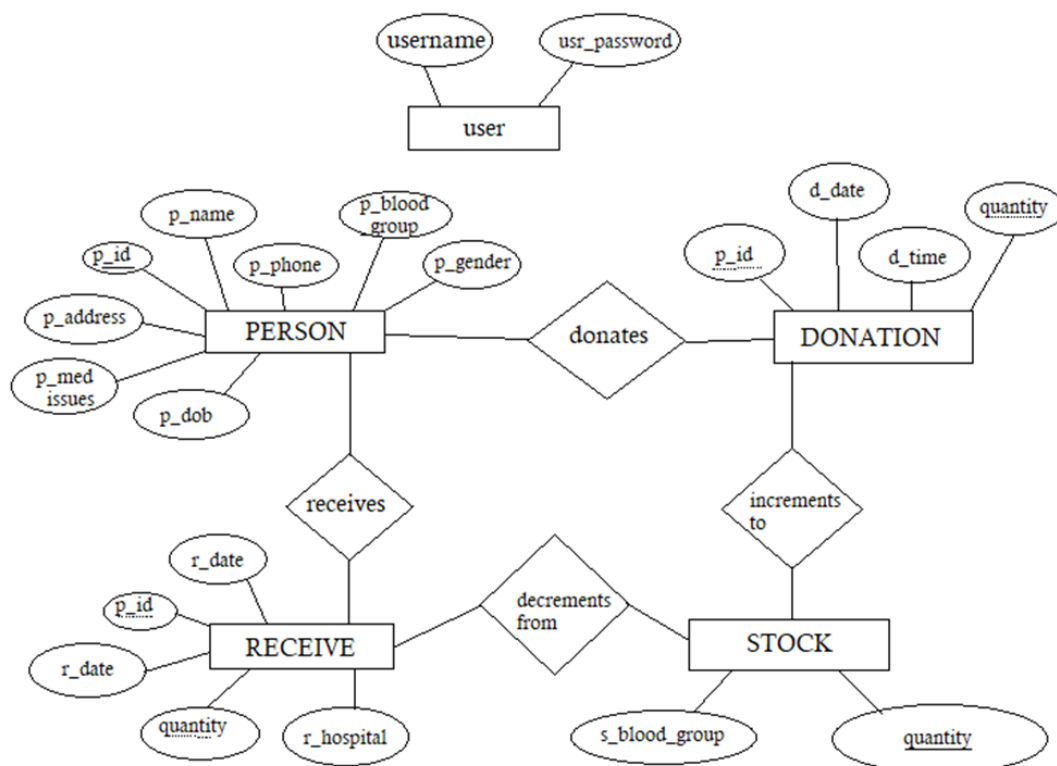 username
usr_password
user
p_name
p_blood
group
d_date
quantity
p_id
p_phone
p_gender
p_id
d_time
p_address
PERSON
donates
DONATION
p_med
issues
p_dob
receives
increments
to
r_date
p_id
decrements
from
RECEIVE
STOCK
r_date
quantity
r_hospital
s_blood_group
quantity